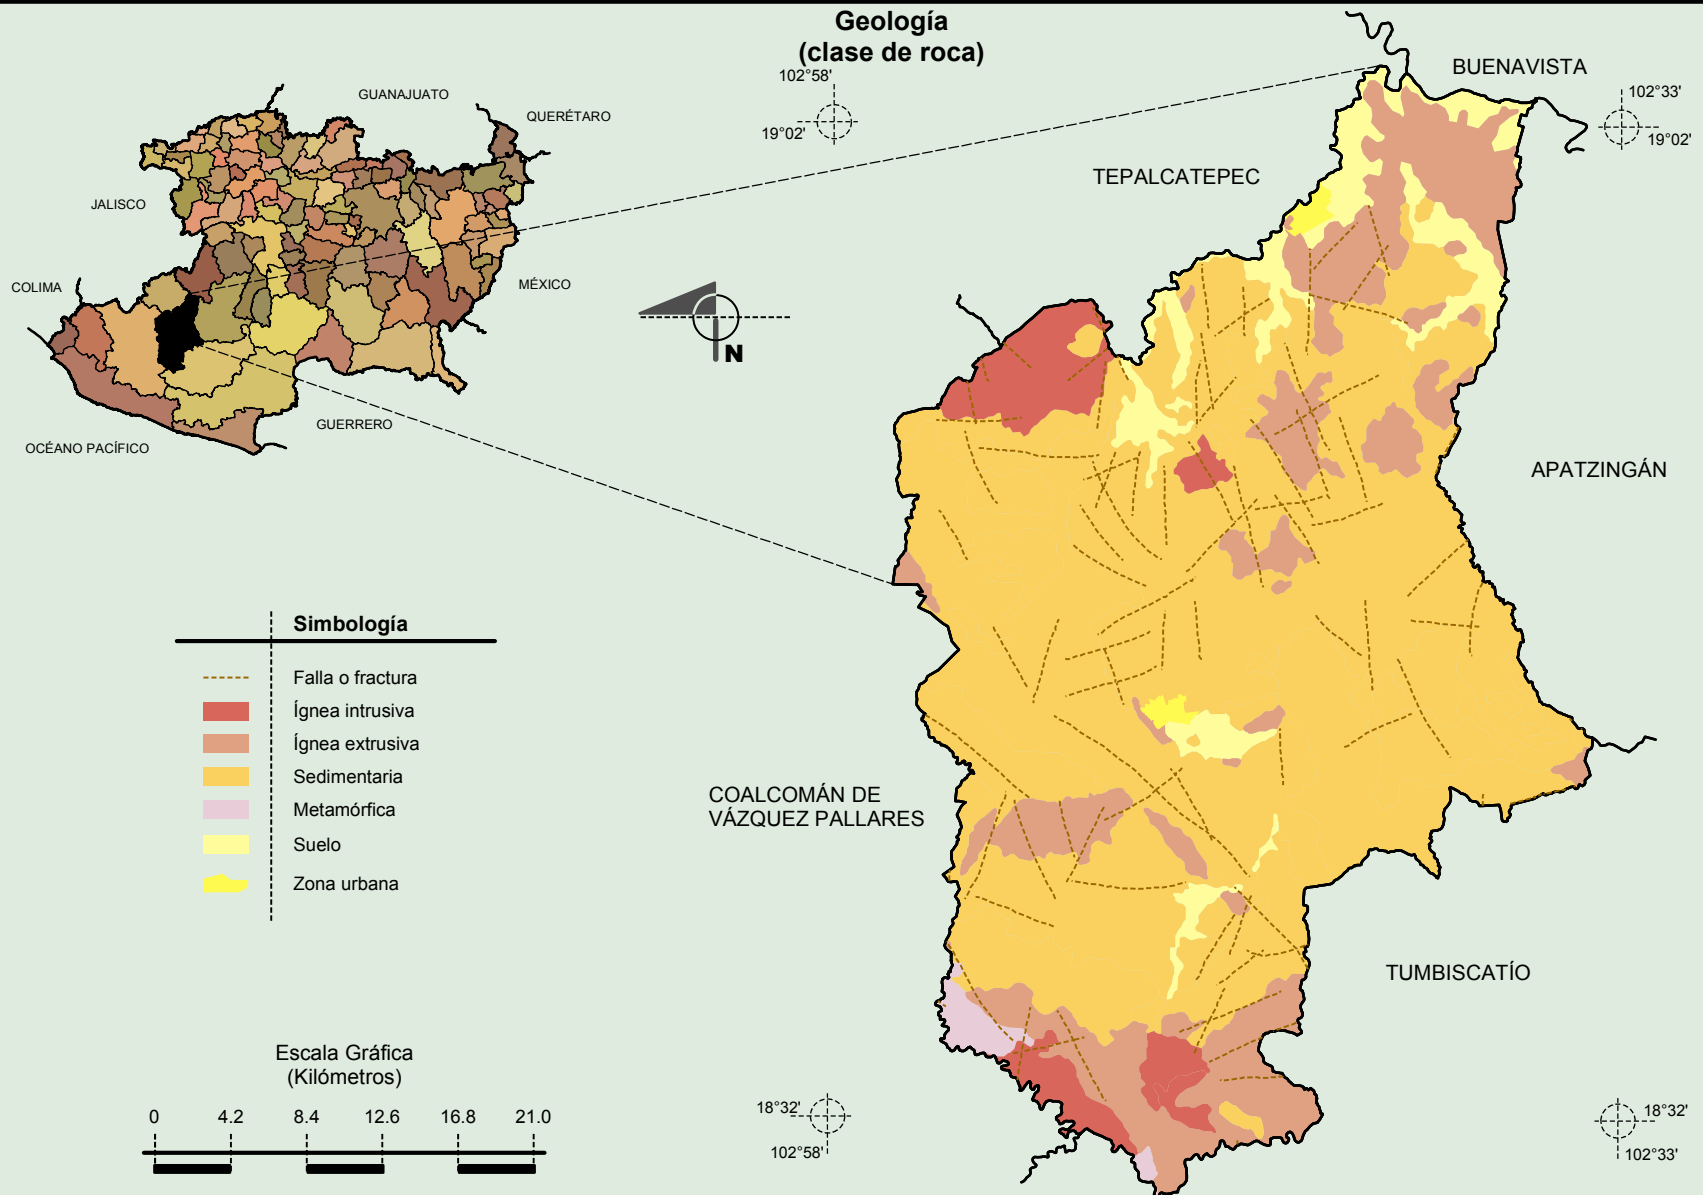 Geología
(clase de roca)
102°58'
19°02'
BUENAVISTA
102°33'
19°02'
GUANAJUATO
QUERÉTARO
TEPALCATEPEC
JALISCO
COLIMA
MÉXICO
N
GUERRERO
OCÉANO PACÍFICO
APATZINGÁN
Simbología
Falla o fractura
Ígnea intrusiva
Ígnea extrusiva
Sedimentaria
Metamórfica
Suelo
Zona urbana
COALCOMÁN DE
VÁZQUEZ PALLARES
TUMBISCATÍO
Escala Gráfica
(Kilómetros)
0 4.2 8.4 12.6 16.8 21.0
18°32'
102°58'
18°32'
102°33'